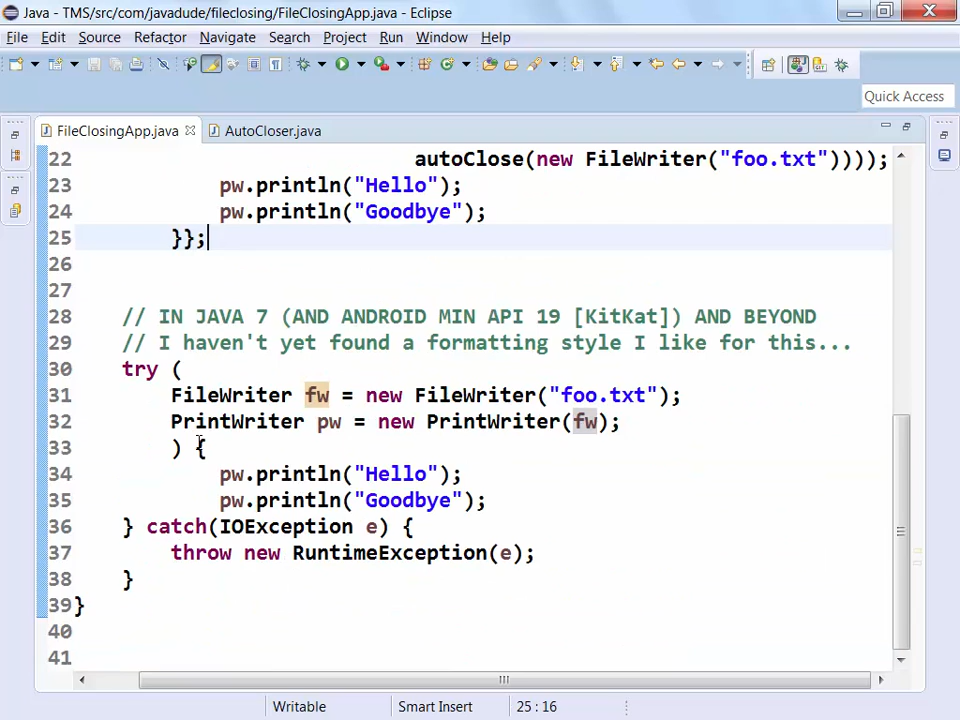 Java - TMS/src/com/javadude/fileclosing/FileClosingApp.java - Eclipse
File Edit Source Refactor Navigate Search Project Run Window Help
Quick Access
FileClosingApp.java AutoCloser.java
22 autoClose(new FileWriter("foo.txt"))));
23 pw.println("Hello");
24 pw.println("Goodbye");
25 }};
26
27
28 // IN JAVA 7 (AND ANDROID MIN API 19 [KitKat]) AND BEYOND
29 // I haven't yet found a formatting style I like for this...
30 try (
31 FileWriter fw = new FileWriter("foo.txt");
32 PrintWriter pw = new PrintWriter(fw);
33 ) {
34 pw.println("Hello");
35 pw.println("Goodbye");
36 } catch(IOException e) {
37 throw new RuntimeException(e);
38 }
39 }
40
41
Writable Smart Insert 25 : 16